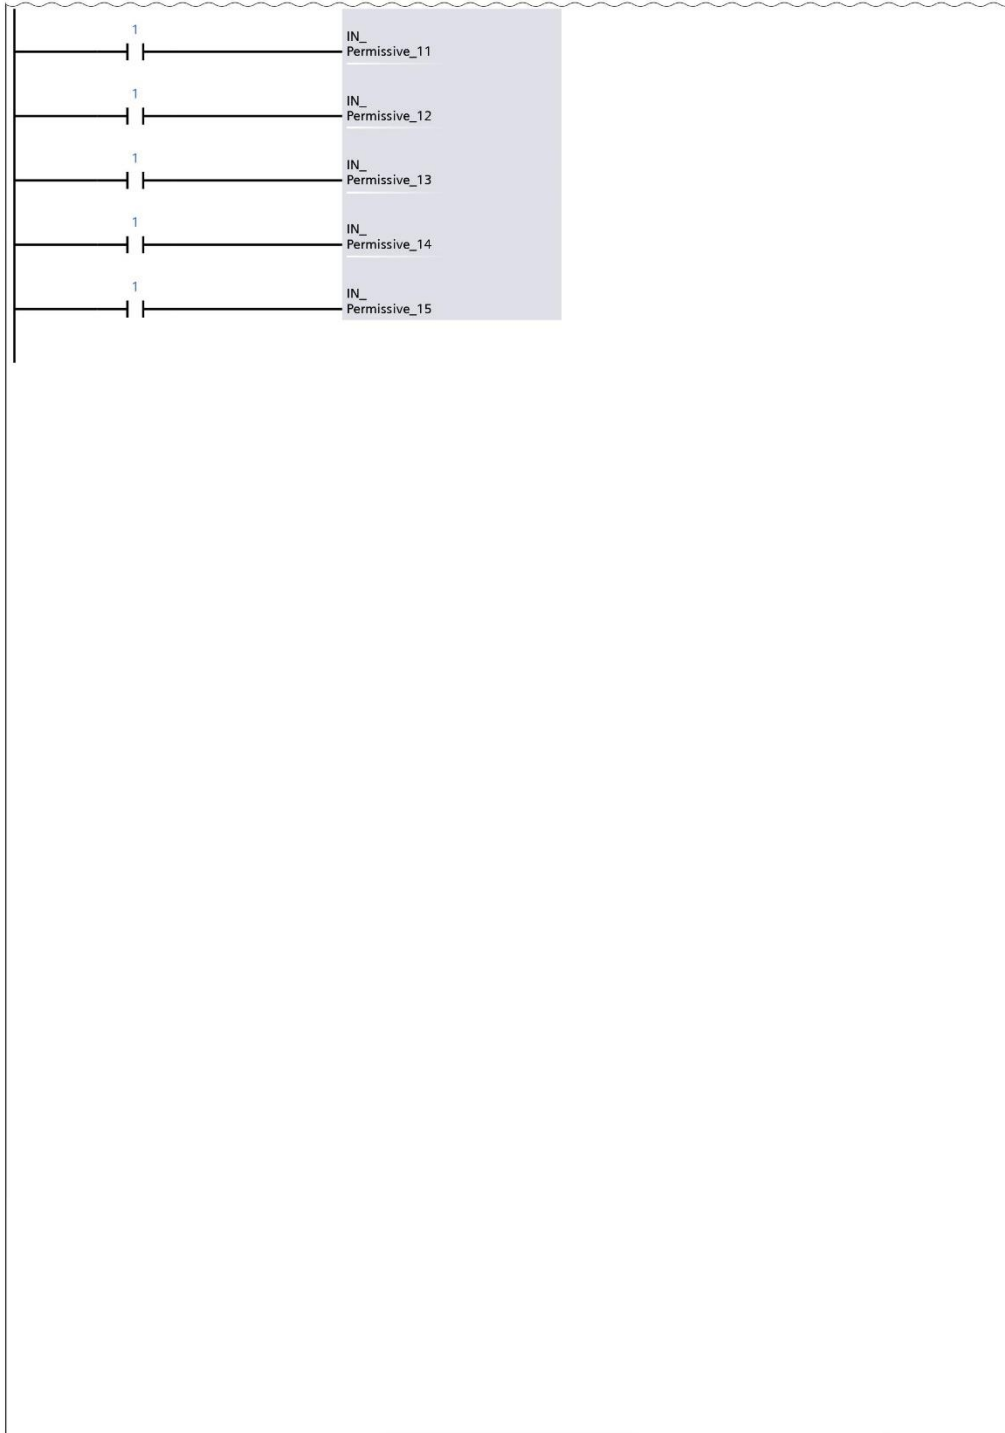 1
IN_
Permissive_11
1
IN_
Permissive_12
1
IN_
Permissive_13
1
IN_
Permissive_14
1
IN_
Permissive_15